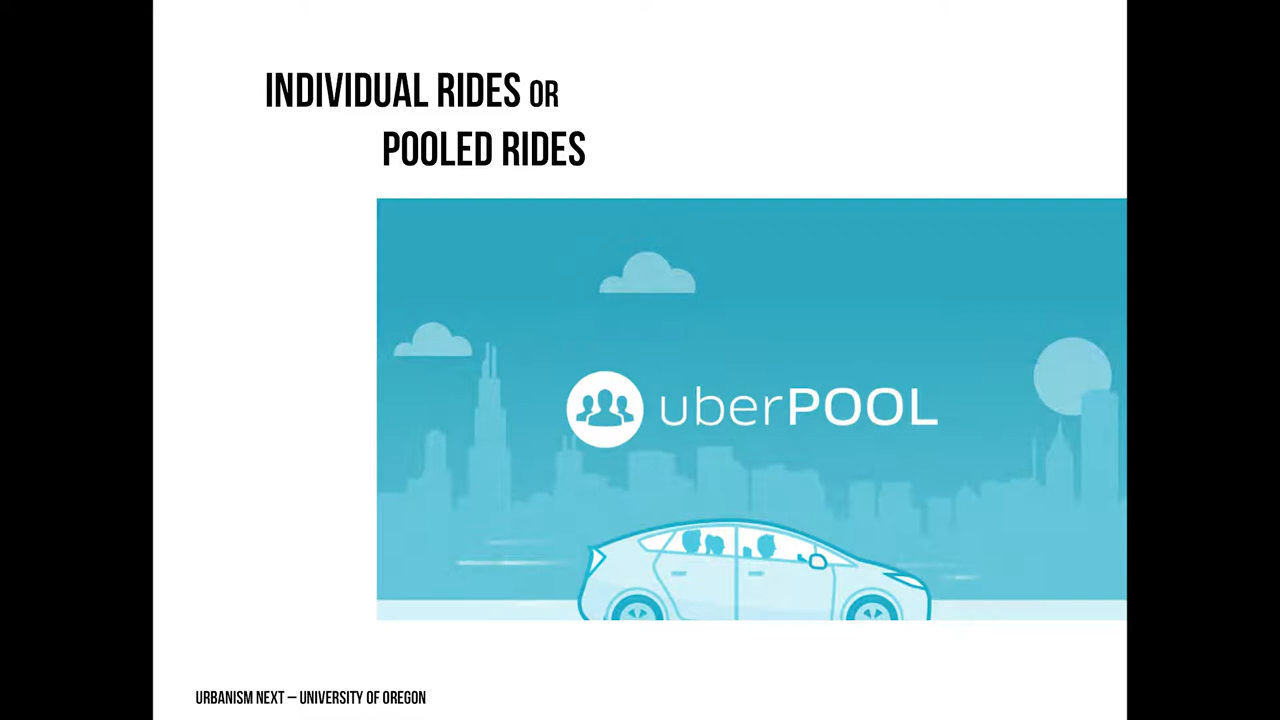 INDIVIDUAL RIDES OR
POOLED RIDES
uberPOOL
URBANISM NEXT – UNIVERSITY OF OREGON